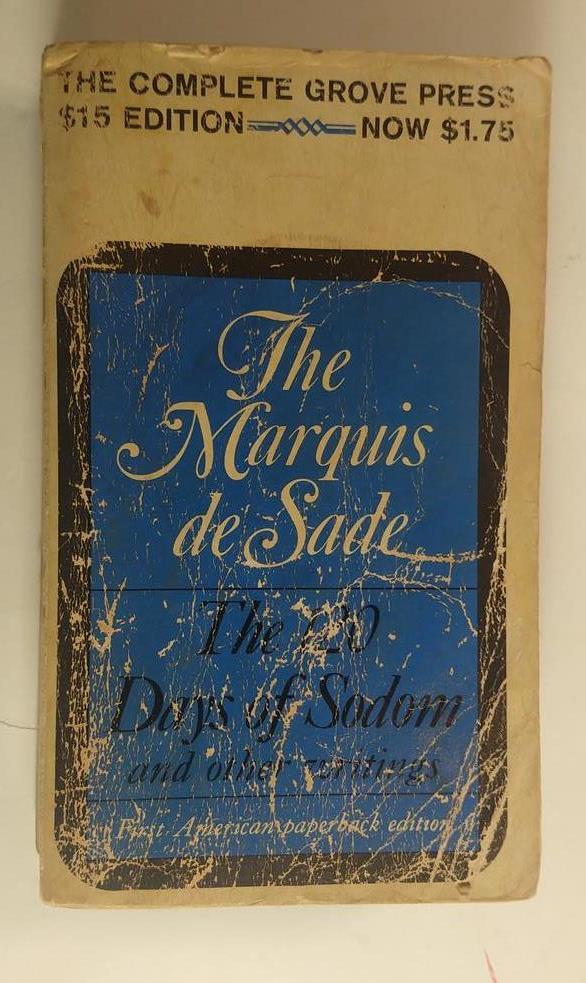 THE COMPLETE GROVE PRESS
$15 EDITION NOW $1.75
The
Marquis
de Sade
The 120
Days of Sodom
and other writings
First American paperback edition